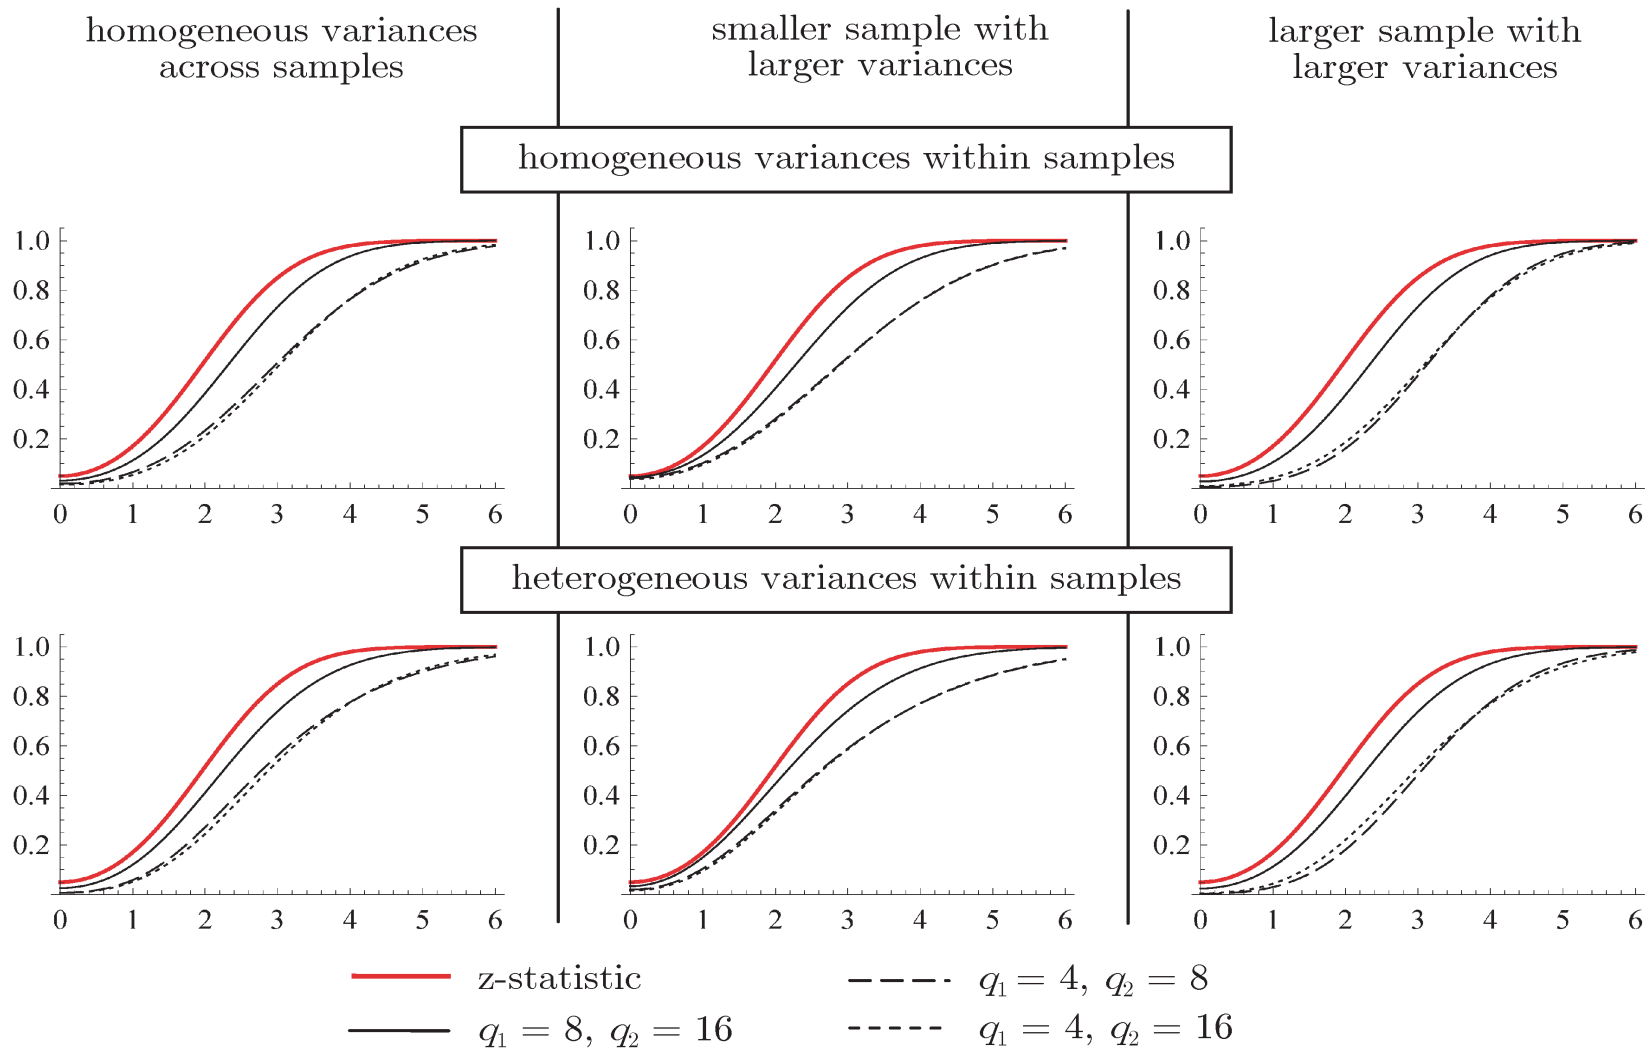 homogeneous variances
across samples
smaller sample with
larger variances
larger sample with
larger variances
homogeneous variances within samples
1.0
0.8
0.6
0.4
0.2
0 1 2 3 4 5 6
1.0
0.8
0.6
0.4
0.2
0 1 2 3 4 5 6
1.0
0.8
0.6
0.4
0.2
0 1 2 3 4 5 6
heterogeneous variances within samples
1.0
0.8
0.6
0.4
0.2
0 1 2 3 4 5 6
1.0
0.8
0.6
0.4
0.2
0 1 2 3 4 5 6
1.0
0.8
0.6
0.4
0.2
0 1 2 3 4 5 6
z-statistic
q₁ = 8, q₂ = 16
q₁ = 4, q₂ = 8
q₁ = 4, q₂ = 16